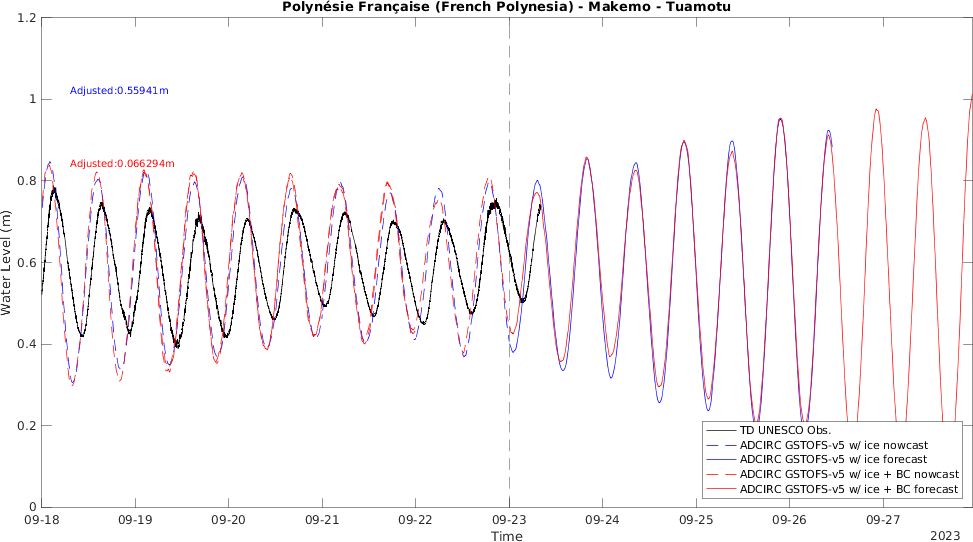 Polynésie Française (French Polynesia) - Makemo - Tuamotu
1.2
1
0.8
0.6
0.4
0.2
0
Water Level (m)
Adjusted:0.55941m
Adjusted:0.066294m
TD UNESCO Obs.
ADCIRC GSTOFS-v5 w/ ice nowcast
ADCIRC GSTOFS-v5 w/ ice forecast
ADCIRC GSTOFS-v5 w/ ice + BC nowcast
ADCIRC GSTOFS-v5 w/ ice + BC forecast
09-18 09-19 09-20 09-21 09-22 09-23 09-24 09-25 09-26 09-27
Time
2023